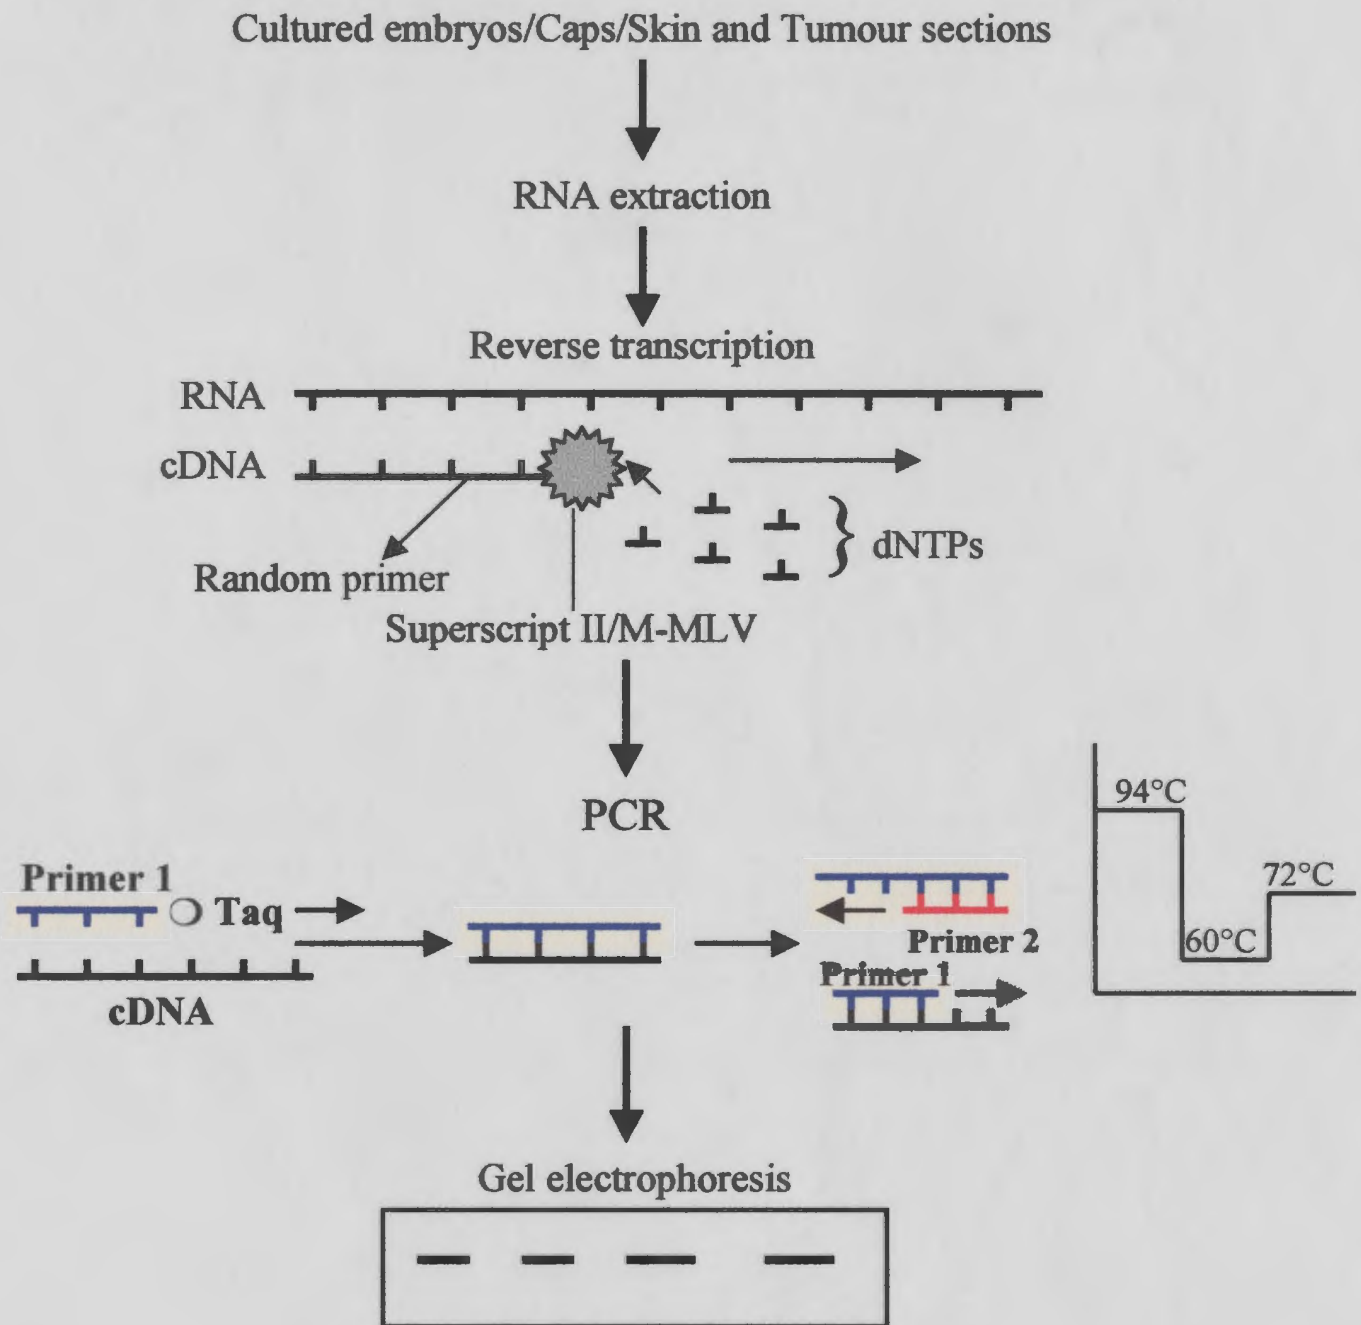 Cultured embryos/Caps/Skin and Tumour sections
RNA extraction
Reverse transcription
RNA
cDNA
dNTPs
Random primer
Superscript II/M-MLV
PCR
94°C
72°C
60°C
Primer 1
Taq
cDNA
Primer 2
Primer 1
Gel electrophoresis